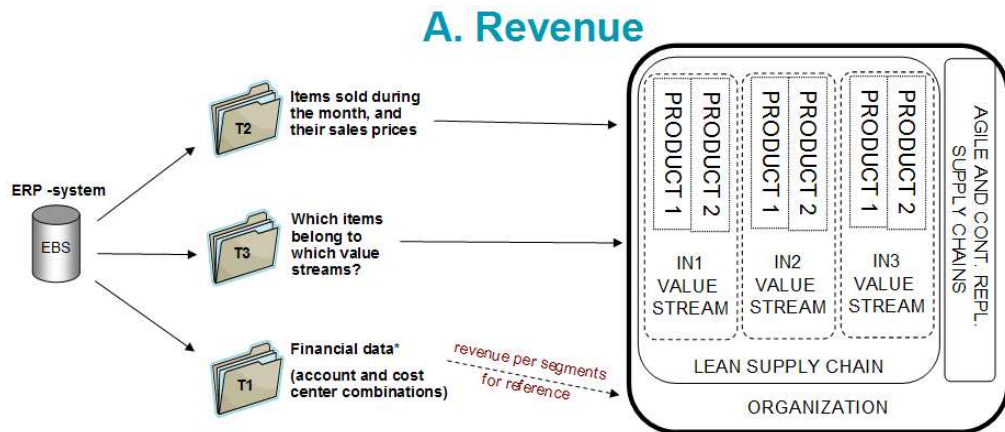 A. Revenue
ERP -system
EBS
T2
Items sold during
the month, and
their sales prices
T3
Which items
belong to
which value
streams?
T1
Financial data*
(account and cost
center combinations)
revenue per segments
for reference
PRODUCT 1
PRODUCT 2
PRODUCT 1
PRODUCT 2
PRODUCT 1
PRODUCT 2
IN1
VALUE
STREAM
IN2
VALUE
STREAM
IN3
VALUE
STREAM
LEAN SUPPLY CHAIN
ORGANIZATION
AGILE AND CONT. REPL.
SUPPLY CHAINS